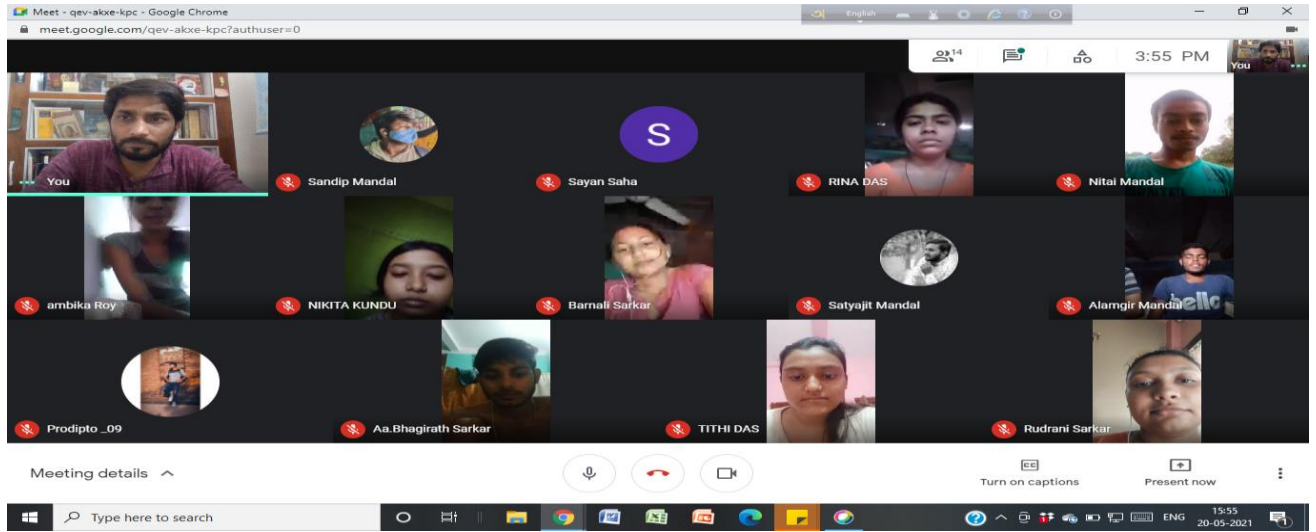 Meet - qev-akxe-kpc - Google Chrome
English
meet.google.com/qev-akxe-kpc?authuser=0
14
3:55 PM
You
You
Sandip Mandal
S
Sayan Saha
RINA DAS
Nitai Mandal
ambika Roy
NIKITA KUNDU
Barnali Sarkar
Satyajit Mandal
Alamgir Mandal
bello
Prodipto _09
Aa.Bhagirath Sarkar
TITHI DAS
Rudrani Sarkar
Meeting details
CC
Turn on captions
Present now
Type here to search
ENG
15:55
20-05-2021
1